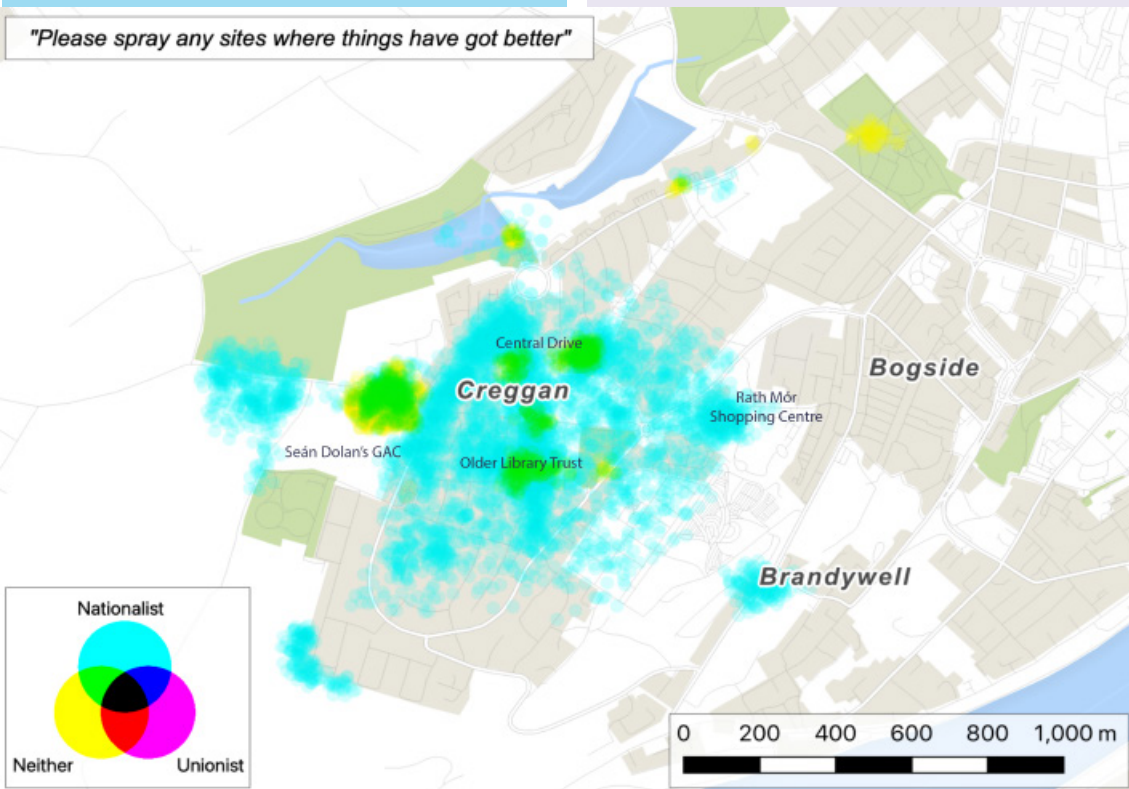 "Please spray any sites where things have got better"
Central Drive
Creggan
Bogside
Rath Mór
Shopping Centre
Seán Dolan's GAC
Older Library Trust
Brandywell
Nationalist
Neither
Unionist
0 200 400 600 800 1,000 m